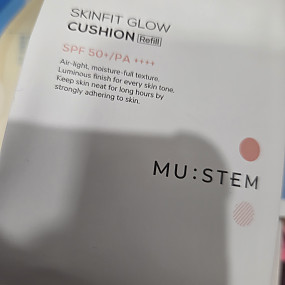 SKINFIT GLOW
CUSHION Refill
SPF 50+/PA ++++
Air-light, moisture-full texture.
Luminous finish for every skin tone.
Keep skin neat for long hours by
strongly adhering to skin.
MU:STEM